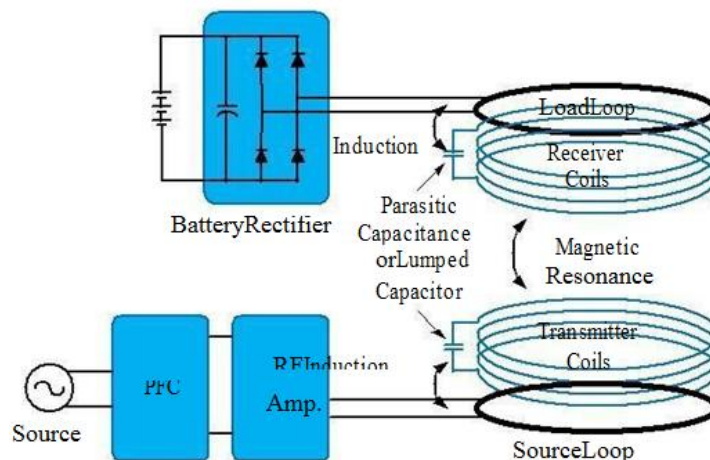 LoadLoop
Induction
Receiver
Coils
BatteryRectifier
Parasitic
Capacitance
orLumped
Capacitor
Magnetic
Resonance
Transmitter
Coils
RFInduction
PFC
Amp.
Source
SourceLoop